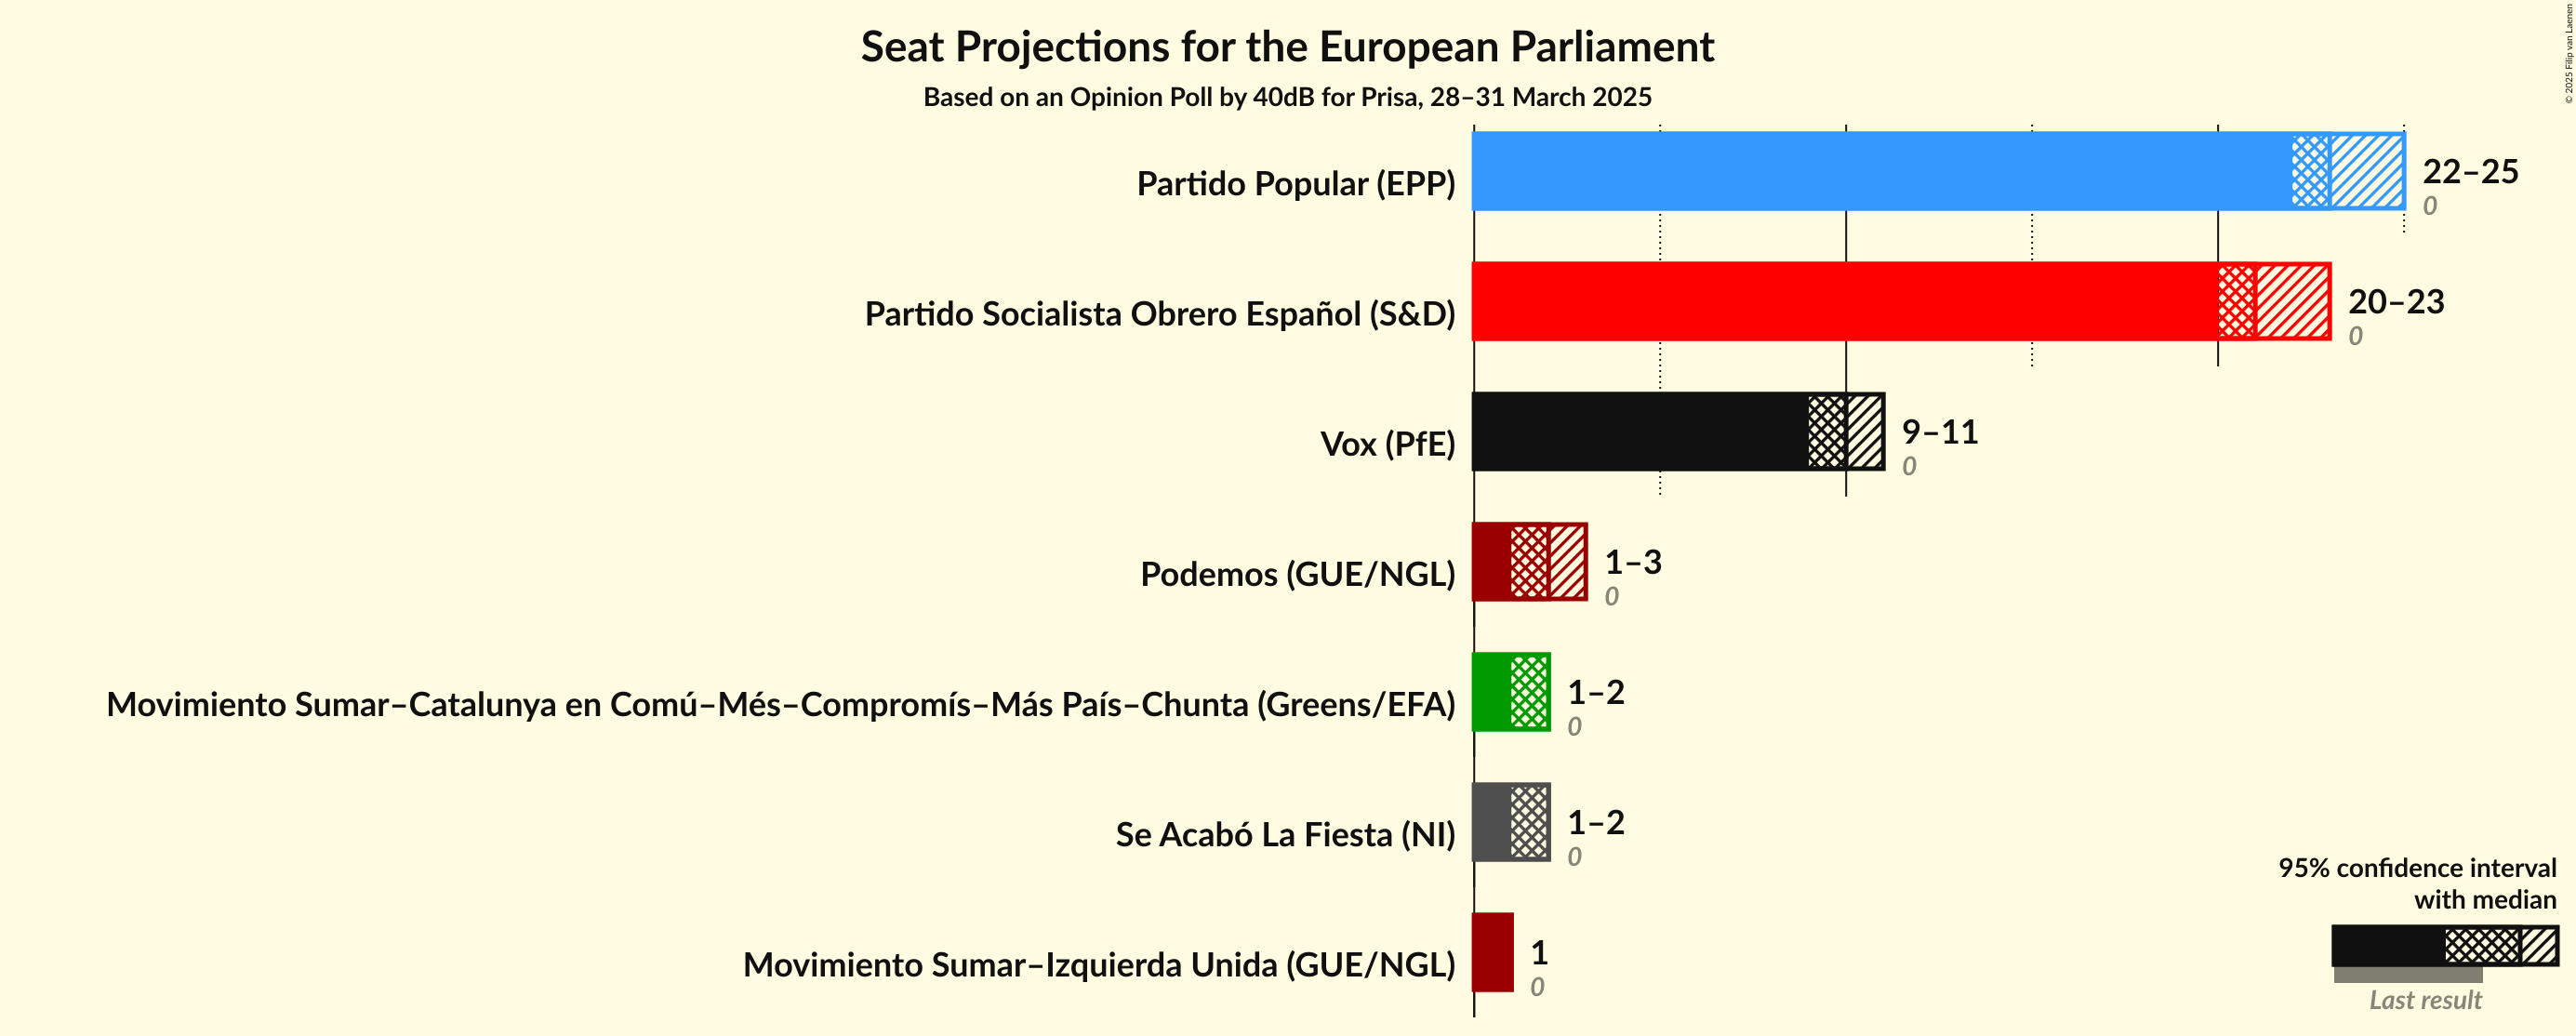 Seat Projections for the European Parliament
Based on an Opinion Poll by 40dB for Prisa, 28–31 March 2025
© 2025 Filip van Laenen
Partido Popular (EPP)
22–25
0
Partido Socialista Obrero Español (S&D)
20–23
0
Vox (PfE)
9–11
0
Podemos (GUE/NGL)
1–3
0
Movimiento Sumar–Catalunya en Comú–Més–Compromís–Más País–Chunta (Greens/EFA)
1–2
0
Se Acabó La Fiesta (NI)
1–2
0
Movimiento Sumar–Izquierda Unida (GUE/NGL)
1
0
95% confidence interval
with median
Last result